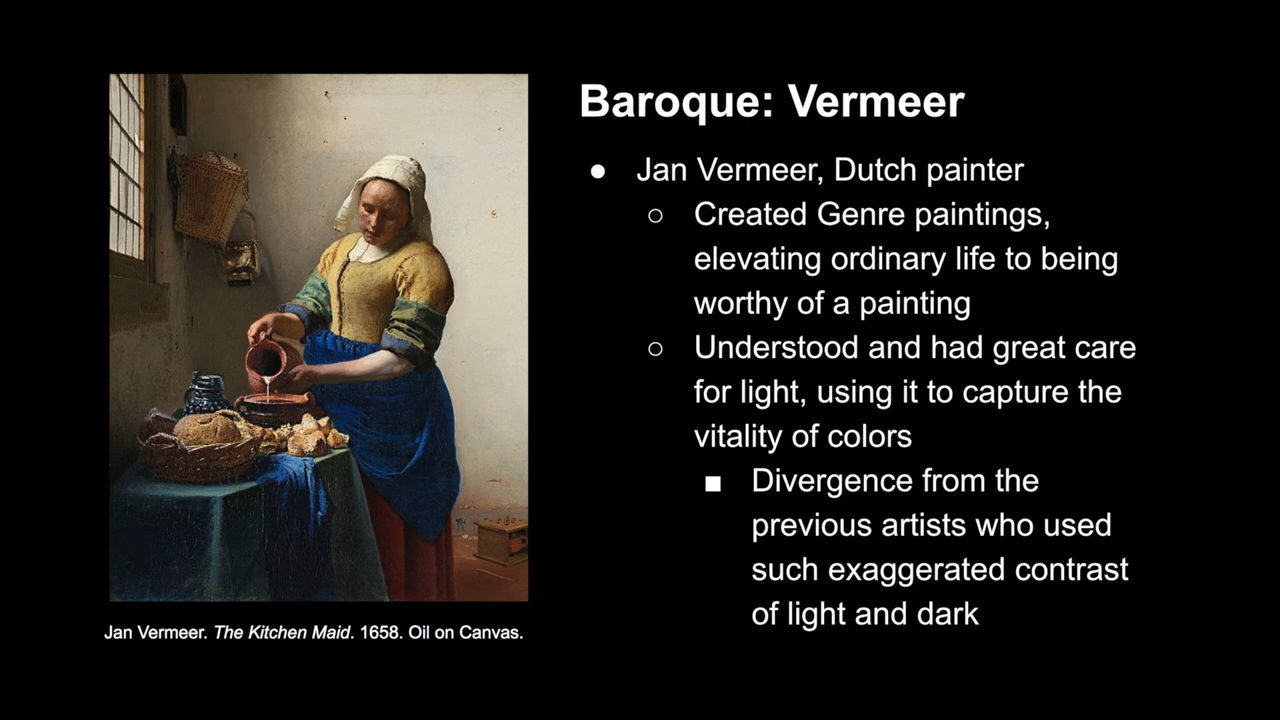 Baroque: Vermeer
● Jan Vermeer, Dutch painter
○ Created Genre paintings,
elevating ordinary life to being
worthy of a painting
○ Understood and had great care
for light, using it to capture the
vitality of colors
■ Divergence from the
previous artists who used
such exaggerated contrast
of light and dark
Jan Vermeer. The Kitchen Maid. 1658. Oil on Canvas.